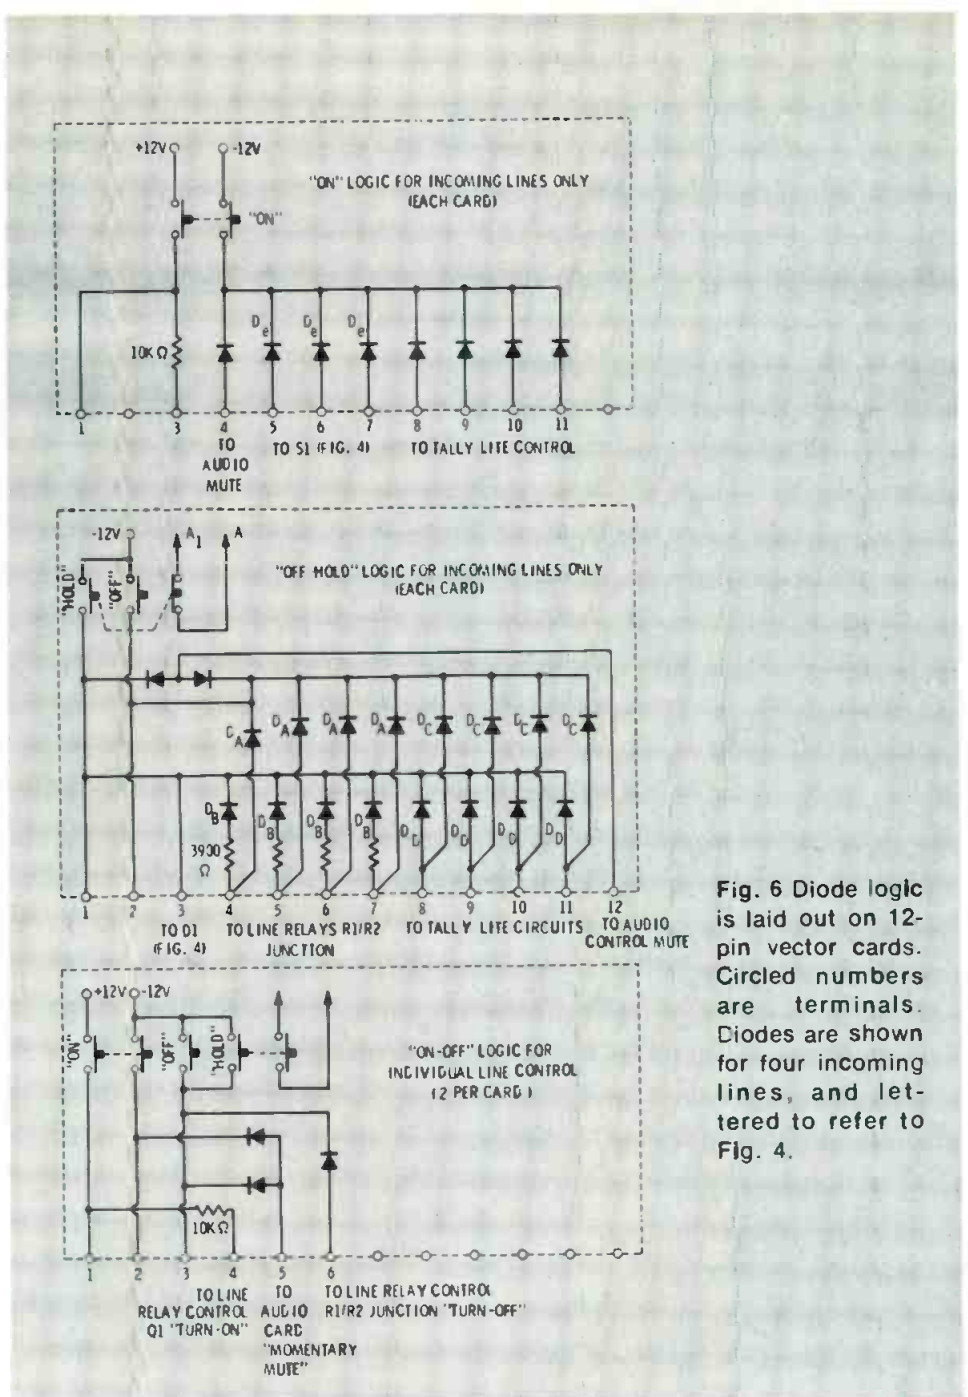 +12V -12V
"ON" LOGIC FOR INCOMING LINES ONLY
(EACH CARD)
"ON"
De De De
10K Ω
1 3 4 5 6 7 8 9 10 11
TO AUDIO MUTE
TO S1 (FIG. 4)
TO TALLY LITE CONTROL
-12V A1 A
"OFF-HOLD" LOGIC FOR INCOMING LINES ONLY
(EACH CARD)
"HOLD" "OFF"
DA DA DA DA DC DC DC DC
DB DB DB DB DD DD DD DD
3900
Ω
1 2 3 4 5 6 7 8 9 10 11 12
TO D1
(FIG. 4)
TO LINE RELAYS R1/R2
JUNCTION
TO TALLY LITE CIRCUITS
TO AUDIO
CONTROL MUTE
+12V -12V
"ON" "OFF" "HOLD"
"ON-OFF" LOGIC FOR
INDIVIDUAL LINE CONTROL
(2 PER CARD)
10K Ω
1 2 3 4 5 6
TO LINE
RELAY CONTROL
Q1 "TURN-ON"
TO
AUDIO
CARD
"MOMENTARY
MUTE"
TO LINE RELAY CONTROL
R1/R2 JUNCTION "TURN-OFF"
Fig. 6 Diode logic
is laid out on 12-
pin vector cards.
Circled numbers
are terminals.
Diodes are shown
for four incoming
lines, and let-
tered to refer to
Fig. 4.